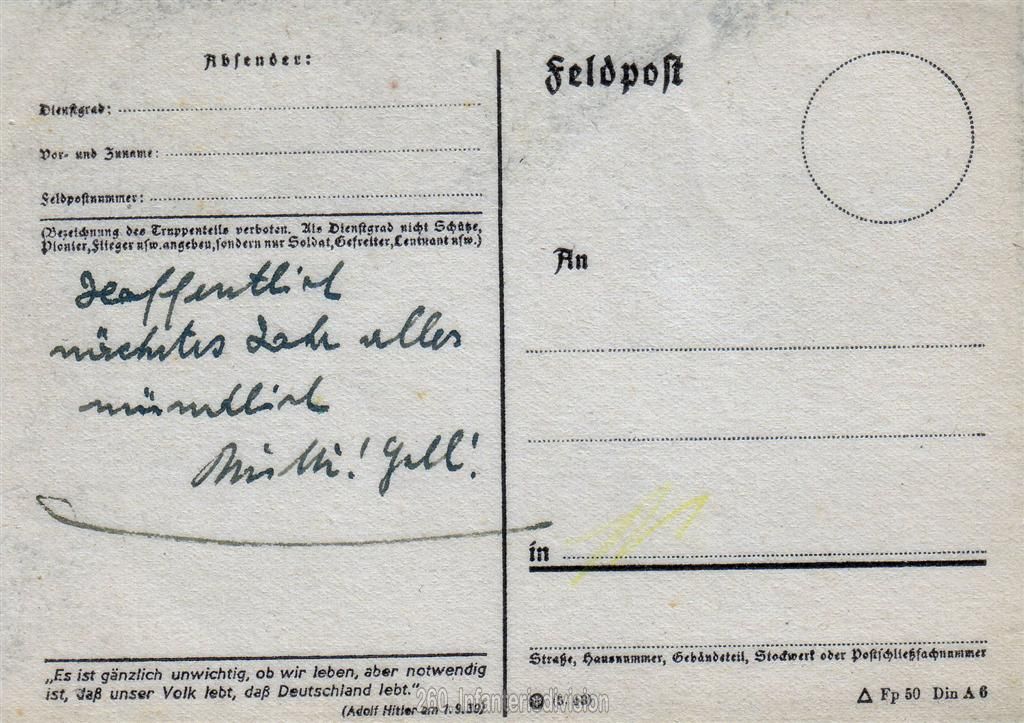 Absender:
Dienstgrad:
Vor- und Zuname:
Feldpostnummer:
(Bezeichnung des Truppenteils verboten. Als Dienstgrad nicht Schütze,
Pionier, Flieger usw. angeben, sondern nur Soldat, Gefreiter, Leutnant usw.)
Hoffentlich
nächstes Jahr alles
mündlich
Gell!
„Es ist gänzlich unwichtig, ob wir leben, aber notwendig
ist, daß unser Volk lebt, daß Deutschland lebt.“
(Adolf Hitler am 1. 9. 39)
Feldpost
An
in
Straße, Hausnummer, Gebäudeteil, Stockwerk oder Postschließfachnummer
Fp 50 Din A 6
260. Infanteriedivision